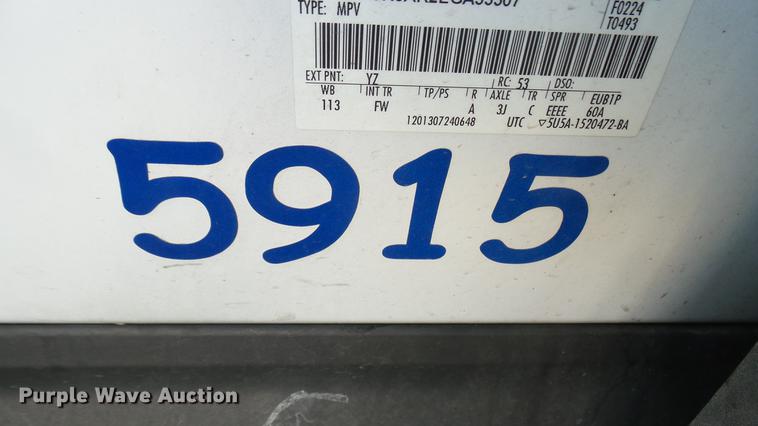 TYPE: MPV
F0224
T0493
EXT PNT: YZ RC: 53 DSO:
WB INT TR TP/PS R AXLE TR SPR EUB1P
113 FW A 3J C EEEE 60A
1201307240648 UTC ▽5U5A-1520472-BA
5915
Purple Wave Auction